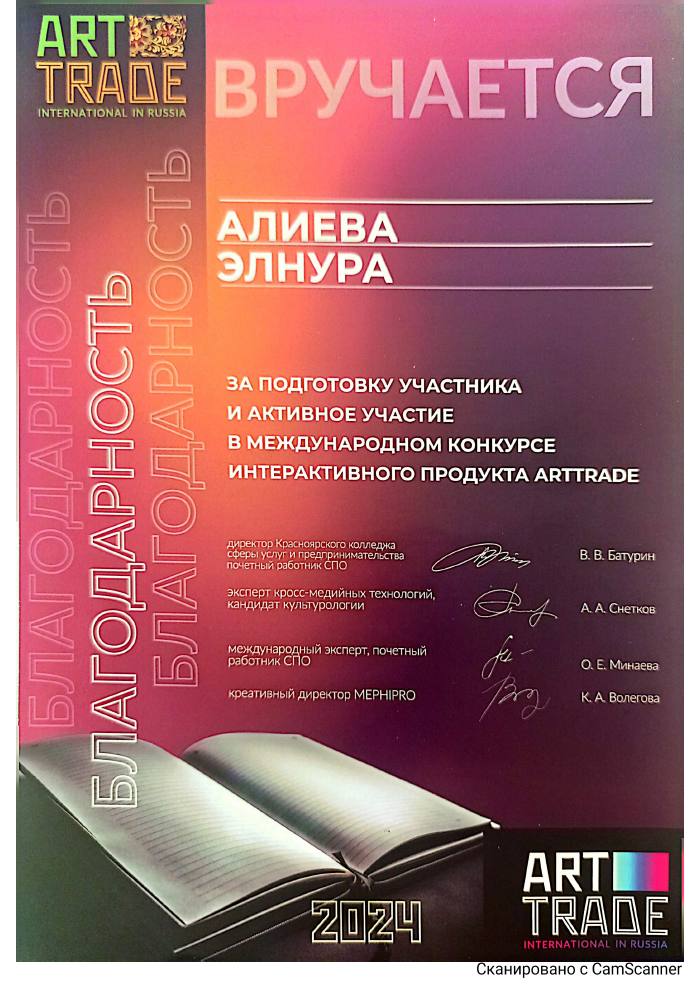 ART
TRADE
INTERNATIONAL IN RUSSIA
ВРУЧАЕТСЯ
БЛАГОДАРНОСТЬ
БЛАГОДАРНОСТЬ
БЛАГОДАРНОСТЬ
АЛИЕВА
ЭЛНУРА
ЗА ПОДГОТОВКУ УЧАСТНИКА
И АКТИВНОЕ УЧАСТИЕ
В МЕЖДУНАРОДНОМ КОНКУРСЕ
ИНТЕРАКТИВНОГО ПРОДУКТА ARTTRADE
директор Красноярского колледжа
сферы услуг и предпринимательства
почетный работник СПО
В. В. Батурин
эксперт кросс-медийных технологий,
кандидат культурологии
А. А. Снетков
международный эксперт, почетный
работник СПО
О. Е. Минаева
креативный директор MEPHIPRO
К. А. Волегова
2024
ART
TRADE
INTERNATIONAL IN RUSSIA
Сканировано с CamScanner